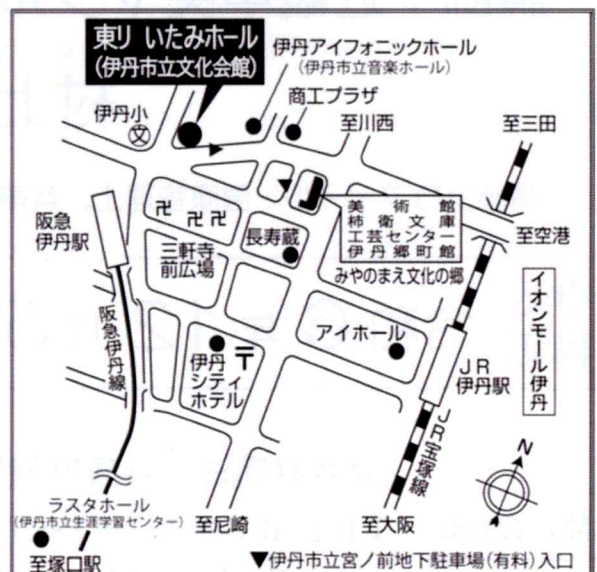 東リ いたみホール
(伊丹市立文化会館)
伊丹アイフォニックホール
(伊丹市立音楽ホール)
商工プラザ
伊丹小
文
至川西
至三田
美術館
柿衞文庫
工芸センター
伊丹郷町館
みやのまえ文化の郷
至空港
阪急
伊丹駅
卍 卍 卍
長寿蔵
三軒寺
前広場
阪急伊丹線
アイホール
イオンモール伊丹
伊丹
シティ
ホテル
〒
JR
伊丹駅
JR宝塚線
N
ラスタホール
(伊丹市立生涯学習センター)
至塚口駅
至尼崎
至大阪
▼伊丹市立宮ノ前地下駐車場(有料)入口